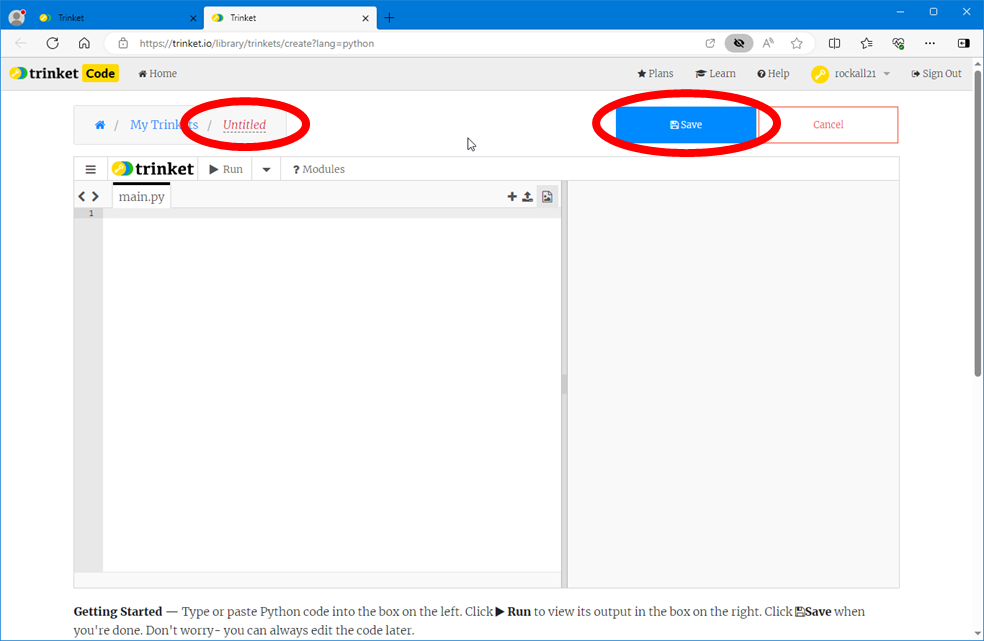 Trinket
Trinket
https://trinket.io/library/trinkets/create?lang=python
trinket Code Home Plans Learn Help rockall21 Sign Out
/ My Trinkets / Untitled Save Cancel
trinket Run ? Modules
main.py
1
Getting Started — Type or paste Python code into the box on the left. Click Run to view its output in the box on the right. Click Save when
you're done. Don't worry- you can always edit the code later.